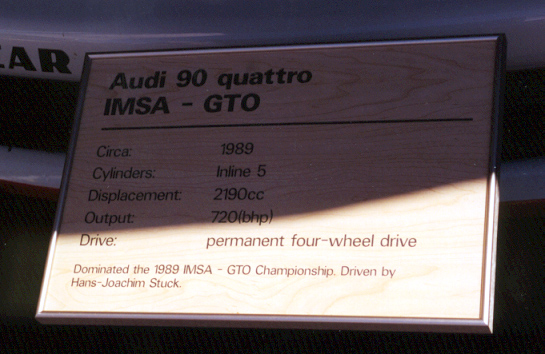 EAR
Audi 90 quattro
IMSA - GTO
Circa: 1989
Cylinders: Inline 5
Displacement: 2190cc
Output: 720(bhp)
Drive: permanent four-wheel drive
Dominated the 1989 IMSA - GTO Championship. Driven by
Hans-Joachim Stuck.